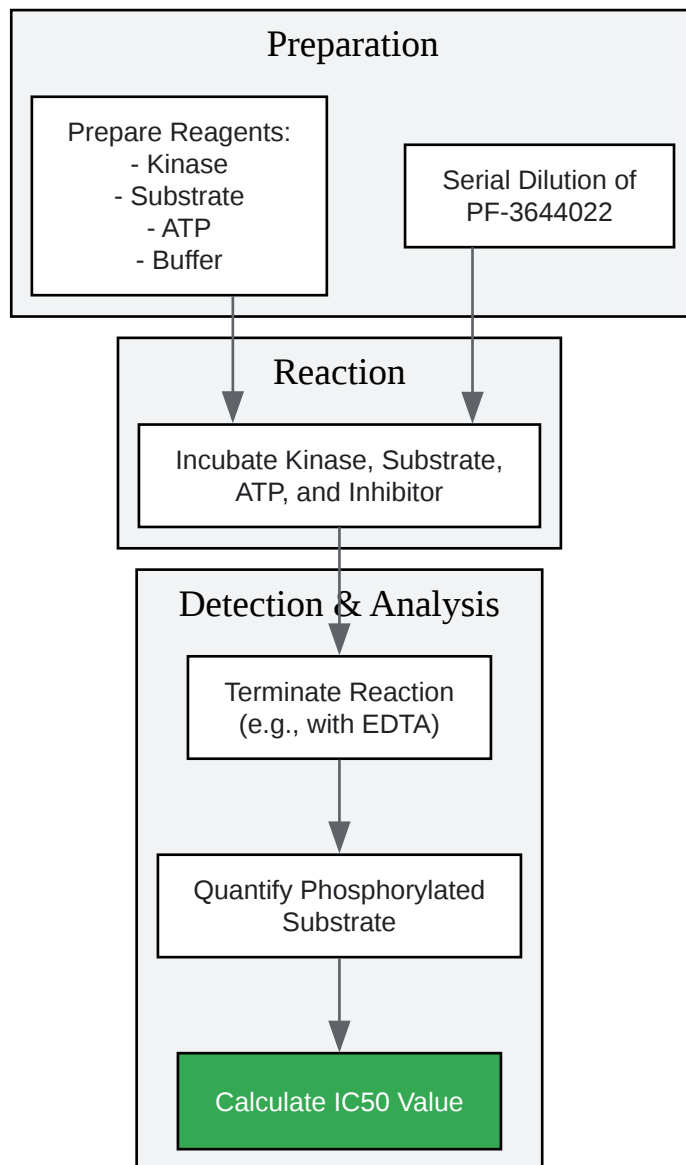 Preparation
Prepare Reagents:
- Kinase
- Substrate
- ATP
- Buffer
Serial Dilution of
PF-3644022
Reaction
Incubate Kinase, Substrate,
ATP, and Inhibitor
Detection & Analysis
Terminate Reaction
(e.g., with EDTA)
Quantify Phosphorylated
Substrate
Calculate IC50 Value